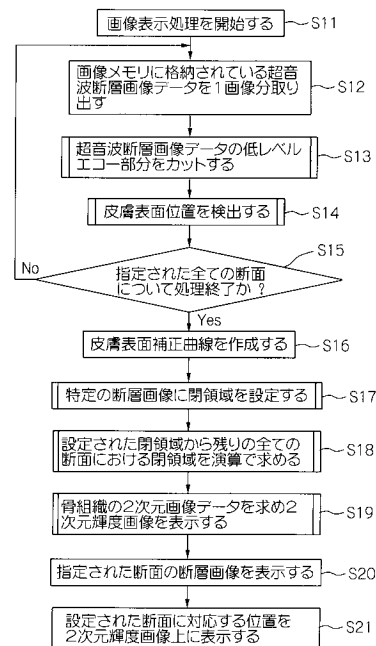 画像表示処理を開始する
S11
画像メモリに格納されている超音
波断層画像データを1画像分取り
出す
S12
超音波断層画像データの低レベル
エコー部分をカットする
S13
皮膚表面位置を検出する
S14
S15
指定された全ての断面
について処理終了か?
No
Yes
皮膚表面補正曲線を作成する
S16
特定の断層画像に閉領域を設定する
S17
設定された閉領域から残りの全ての
断面における閉領域を演算で求める
S18
骨組織の2次元画像データを求め2
次元輝度画像を表示する
S19
指定された断面の断層画像を表示する
S20
設定された断面に対応する位置を
2次元輝度画像上に表示する
S21